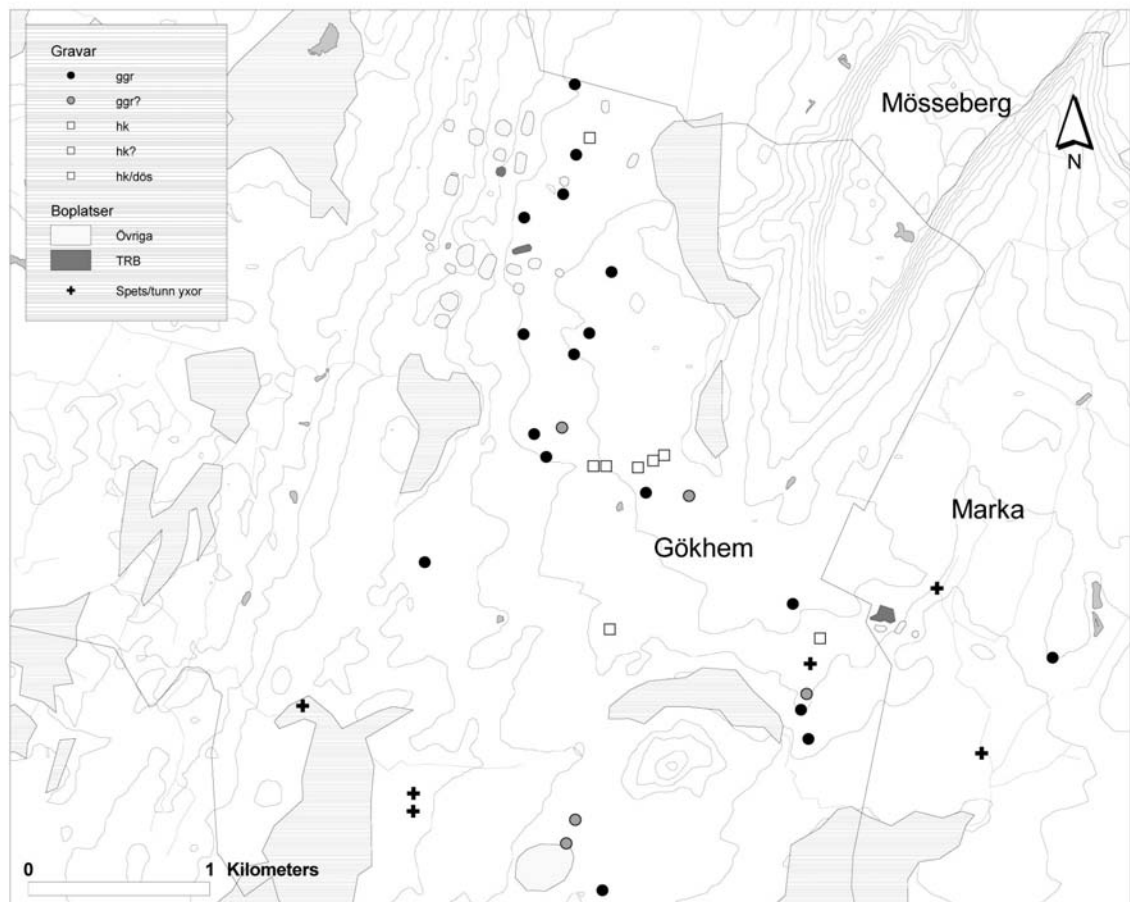 Gravar
ggr
ggr?
hk
hk?
hk/dös
Boplatser
Övriga
TRB
Spets/tunn yxor
Mösseberg
N
Marka
Gökhem
0 1 Kilometers